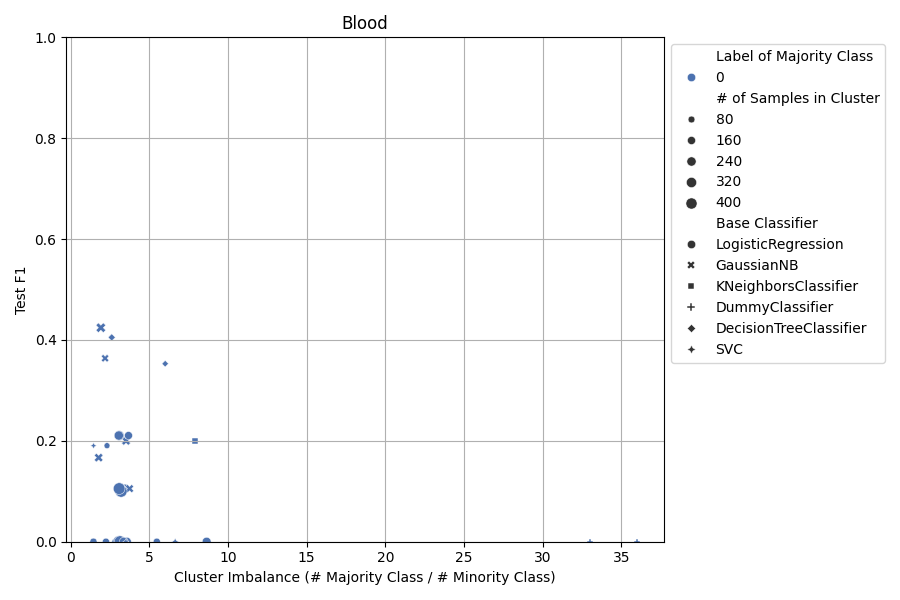 Blood
1.0
0.8
0.6
0.4
0.2
0.0
Test F1
0 5 10 15 20 25 30 35
Cluster Imbalance (# Majority Class / # Minority Class)
Label of Majority Class
0
# of Samples in Cluster
80
160
240
320
400
Base Classifier
LogisticRegression
GaussianNB
KNeighborsClassifier
DummyClassifier
DecisionTreeClassifier
SVC